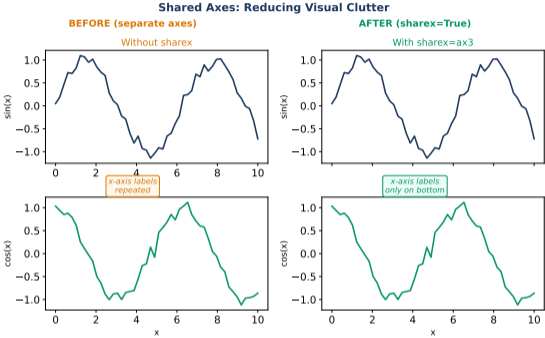 Shared Axes: Reducing Visual Clutter
BEFORE (separate axes)
AFTER (sharex=True)
Without sharex
With sharex=ax3
sin(x)
1.0
0.5
0.0
−0.5
−1.0
0 2 4 6 8 10
sin(x)
1.0
0.5
0.0
−0.5
−1.0
x-axis labels
repeated
x-axis labels
only on bottom
cos(x)
1.0
0.5
0.0
−0.5
−1.0
0 2 4 6 8 10
x
cos(x)
1.0
0.5
0.0
−0.5
−1.0
0 2 4 6 8 10
x